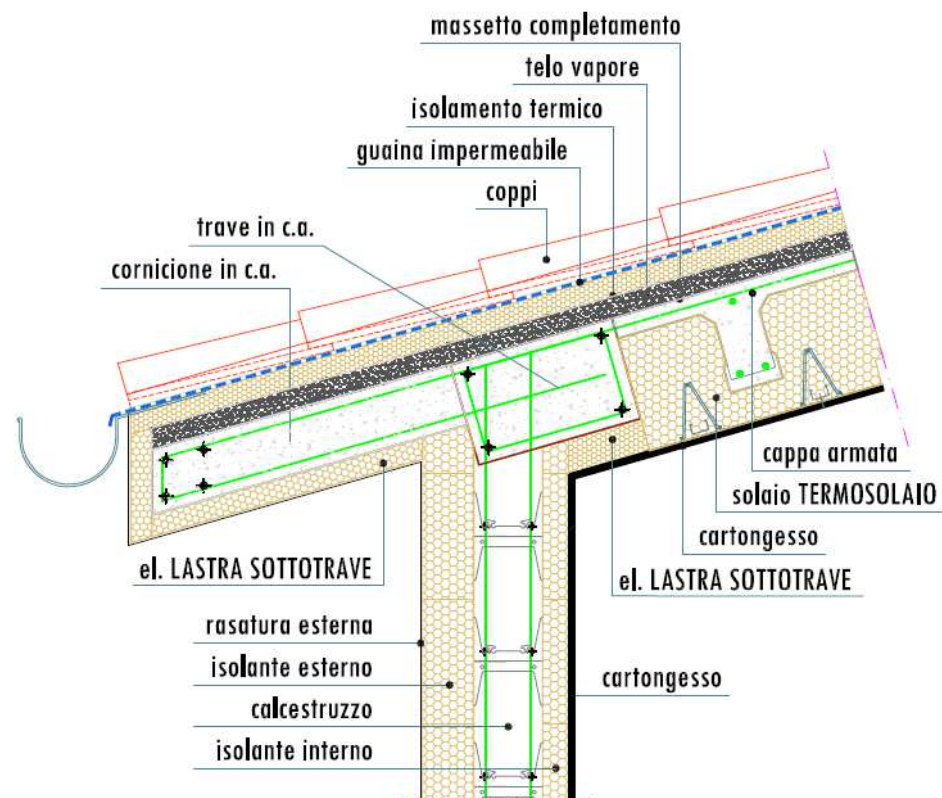 massetto completamento
telo vapore
isolamento termico
guaina impermeabile
coppi
trave in c.a.
cornicione in c.a.
cappa armata
solaio TERMOSOLAIO
cartongesso
el. LASTRA SOTTOTRAVE
el. LASTRA SOTTOTRAVE
rasatura esterna
isolante esterno
cartongesso
calcestruzzo
isolante interno